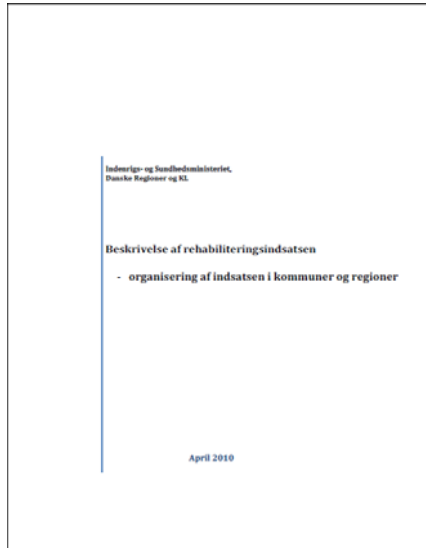 Indenrigs- og Sundhedsministeriet,
Danske Regioner og KL
Beskrivelse af rehabiliteringsindsatsen
- organisering af indsatsen i kommuner og regioner
April 2010